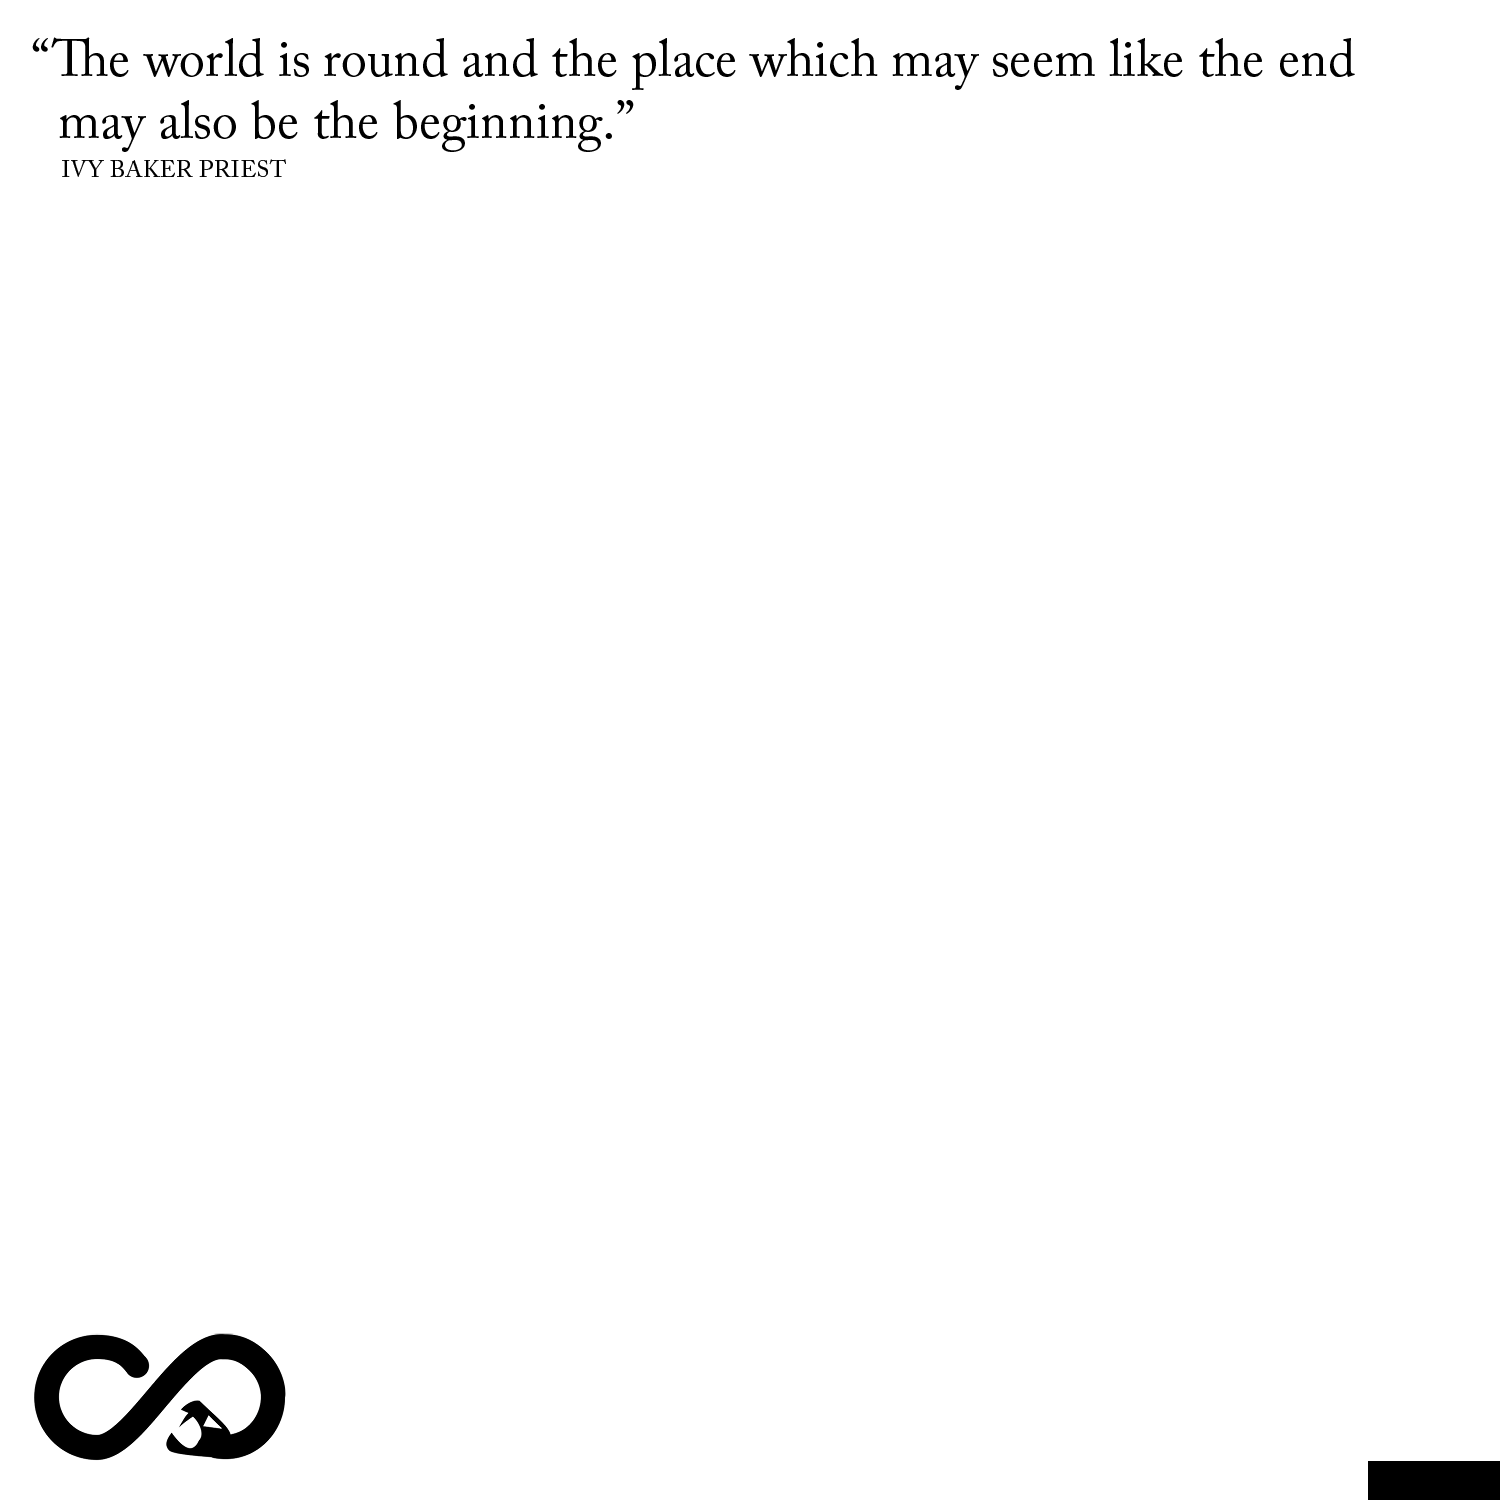 “The world is round and the place which may seem like the end
may also be the beginning.”
IVY BAKER PRIEST